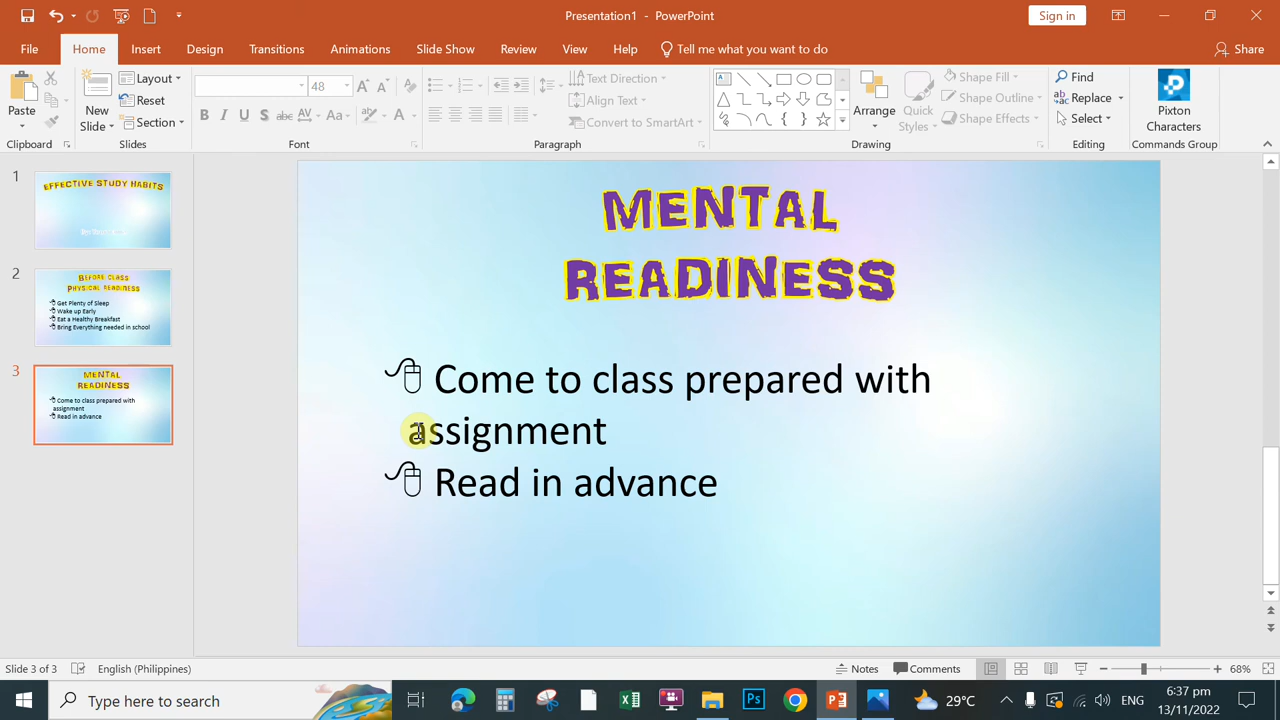 Presentation1 - PowerPoint
Sign in
File Home Insert Design Transitions Animations Slide Show Review View Help Tell me what you want to do Share
Paste
New Slide
Layout
Reset
Section
48
B I U S abc AV Aa A
Text Direction
Align Text
Convert to SmartArt
Arrange
Quick Styles
Shape Fill
Shape Outline
Shape Effects
Find
Replace
Select
Pixton Characters
Clipboard Slides Font Paragraph Drawing Editing Commands Group
1
EFFECTIVE STUDY HABITS
2
BEFORE CLASS
PHYSICAL READINESS
Get Plenty of Sleep
Wake up Early
Eat a Healthy Breakfast
Bring Everything needed in school
3
MENTAL
READINESS
Come to class prepared with
assignment
Read in advance
MENTAL
READINESS
Come to class prepared with
assignment
Read in advance
Slide 3 of 3 English (Philippines) Notes Comments 68%
Type here to search
29°C
ENG
6:37 pm
13/11/2022